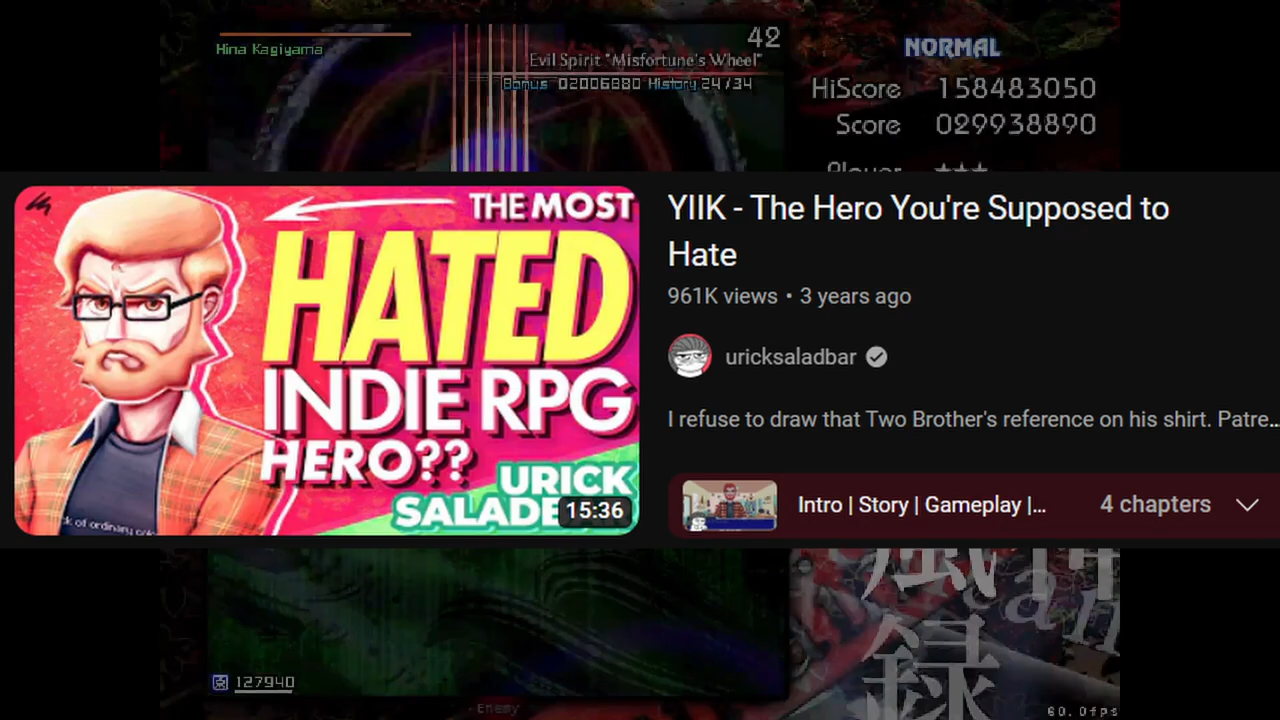 Hina Kagiyama
42
Evil Spirit "Misfortune's Wheel"
Bonus 02006880 History 24/34
NORMAL
HiScore 158483050
Score 029938890
Player ★★★
THE MOST
HATED
INDIE RPG
HERO??
URICK
15:36
YIIK - The Hero You're Supposed to
Hate
961K views • 3 years ago
uricksaladbar
I refuse to draw that Two Brother's reference on his shirt. Patre...
Intro | Story | Gameplay |...
4 chapters
127940
Enemy
録
60.0fps